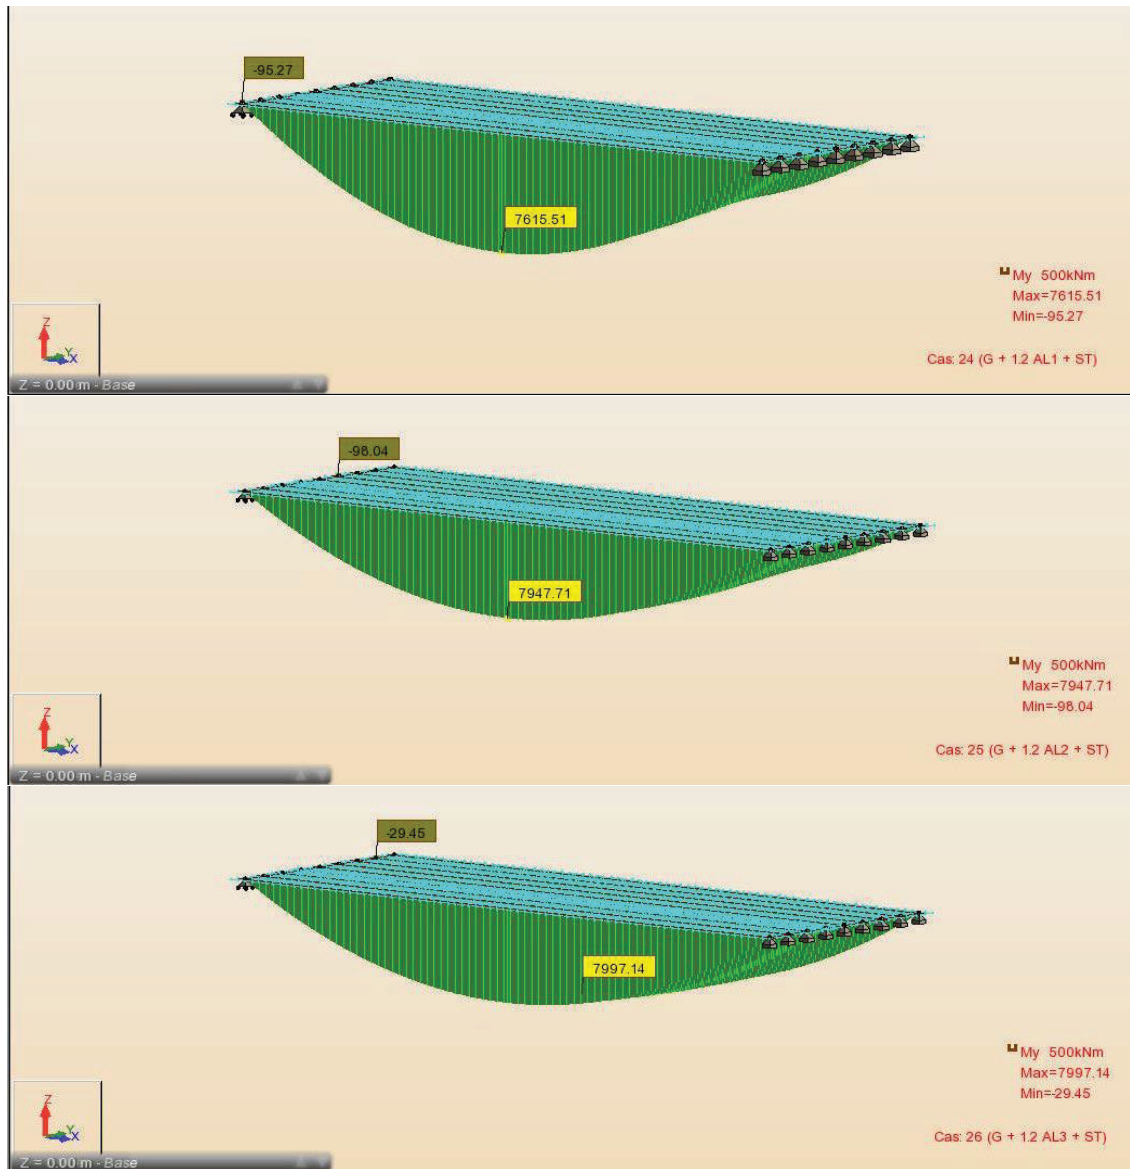 -95.27
7615.51
My 500kNm
Max=7615.51
Min=-95.27
Cas: 24 (G + 1.2 AL1 + ST)
Z
Y
X
Z = 0.00 m - Base
-98.04
7947.71
My 500kNm
Max=7947.71
Min=-98.04
Cas: 25 (G + 1.2 AL2 + ST)
Z
Y
X
Z = 0.00 m - Base
-29.45
7997.14
My 500kNm
Max=7997.14
Min=-29.45
Cas: 26 (G + 1.2 AL3 + ST)
Z
Y
X
Z = 0.00 m - Base